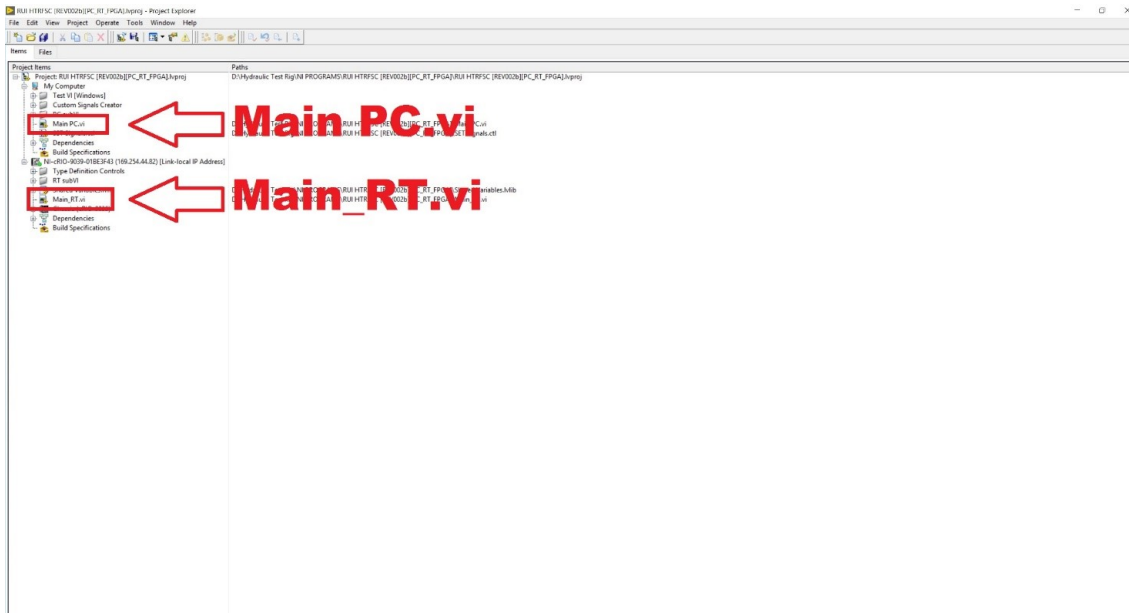 RUI HTRFSC [REV002b][PC_RT_FPGA].lvproj - Project Explorer
File Edit View Project Operate Tools Window Help
Items Files
Project Items Paths
Project: RUI HTRFSC [REV002b][PC_RT_FPGA].lvproj D:\Hydraulic Test Rig\NI PROGRAMS\RUI HTRFSC [REV002b][PC_RT_FPGA]\RUI HTRFSC [REV002b][PC_RT_FPGA].lvproj
My Computer
Test VI [Windows]
Custom Signals Creator
Main PC.vi
Main PC.vi
Dependencies
Build Specifications
NI-cRIO-9039-01BE3F43 (169.254.44.82) [Link-local IP Address]
Type Definition Controls
RT subVI
Main_RT.vi
Main_RT.vi
Dependencies
Build Specifications